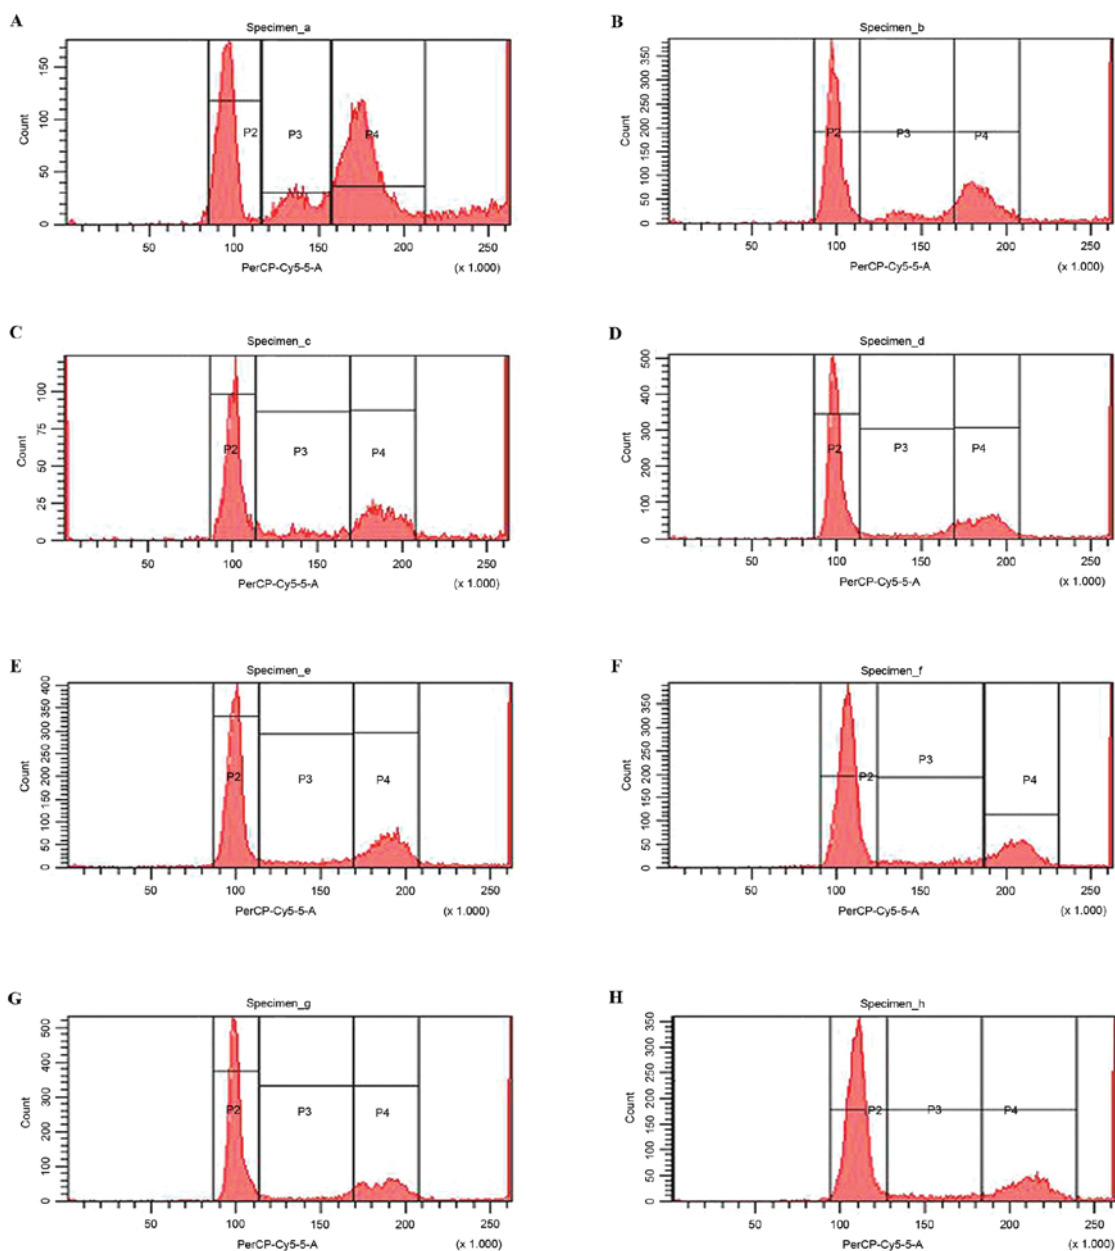 A
Specimen_a
Count
150
100
50
0
P2
P3
P4
50 100 150 200 250
PerCP-Cy5-5-A
(x 1.000)
B
Specimen_b
Count
350
300
250
200
150
100
50
0
P2
P3
P4
50 100 150 200 250
PerCP-Cy5-5-A
(x 1.000)
C
Specimen_c
Count
100
75
50
25
0
P2
P3
P4
50 100 150 200 250
PerCP-Cy5-5-A
(x 1.000)
D
Specimen_d
Count
500
400
300
200
100
0
P2
P3
P4
50 100 150 200 250
PerCP-Cy5-5-A
(x 1.000)
E
Specimen_e
Count
400
350
300
250
200
150
100
50
0
P2
P3
P4
50 100 150 200 250
PerCP-Cy5-5-A
(x 1.000)
F
Specimen_f
Count
350
300
250
200
150
100
50
0
P2
P3
P4
50 100 150 200 250
PerCP-Cy5-5-A
(x 1.000)
G
Specimen_g
Count
500
400
300
200
100
0
P2
P3
P4
50 100 150 200 250
PerCP-Cy5-5-A
(x 1.000)
H
Specimen_h
Count
350
300
250
200
150
100
50
0
P2
P3
P4
50 100 150 200 250
PerCP-Cy5-5-A
(x 1.000)